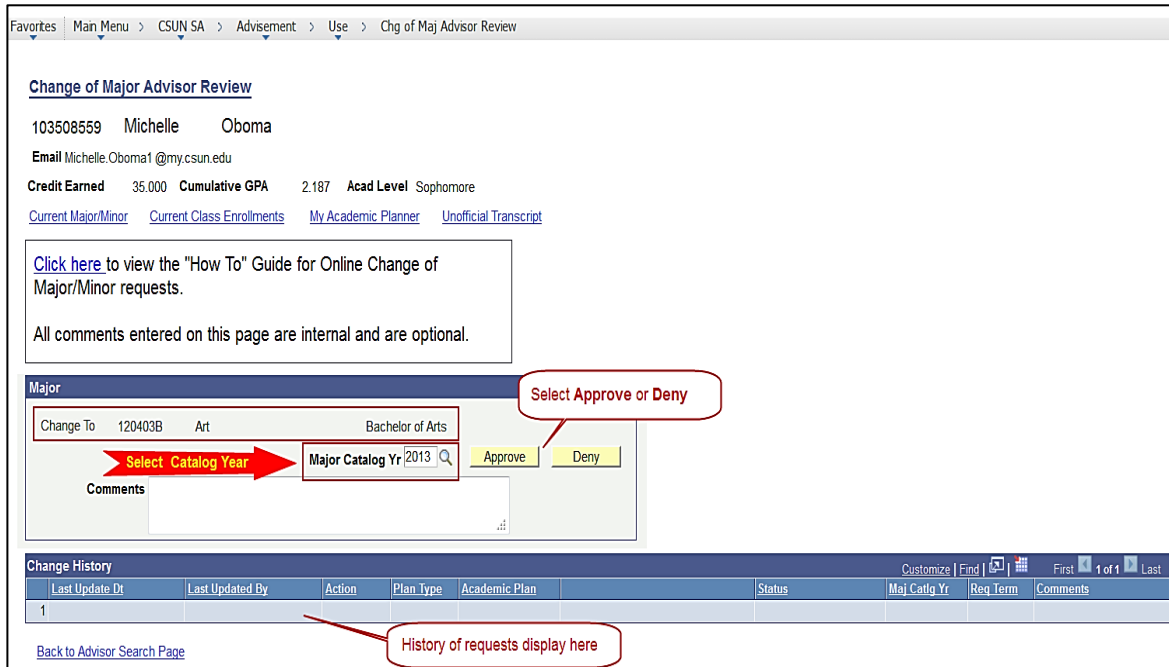 Favorites Main Menu > CSUN SA > Advisement > Use > Chg of Maj Advisor Review
Change of Major Advisor Review
103508559 Michelle Oboma
Email Michelle.Oboma1 @my.csun.edu
Credit Earned 35.000 Cumulative GPA 2.187 Acad Level Sophomore
Current Major/Minor Current Class Enrollments My Academic Planner Unofficial Transcript
Click here to view the "How To" Guide for Online Change of
Major/Minor requests.
All comments entered on this page are internal and are optional.
Major
Select Approve or Deny
Change To 120403B Art Bachelor of Arts
Select Catalog Year Major Catalog Yr 2013 Approve Deny
Comments
Change History Customize | Find | | First 1 of 1 Last
Last Update Dt Last Updated By Action Plan Type Academic Plan Status Maj Catlg Yr Req Term Comments
1
History of requests display here
Back to Advisor Search Page